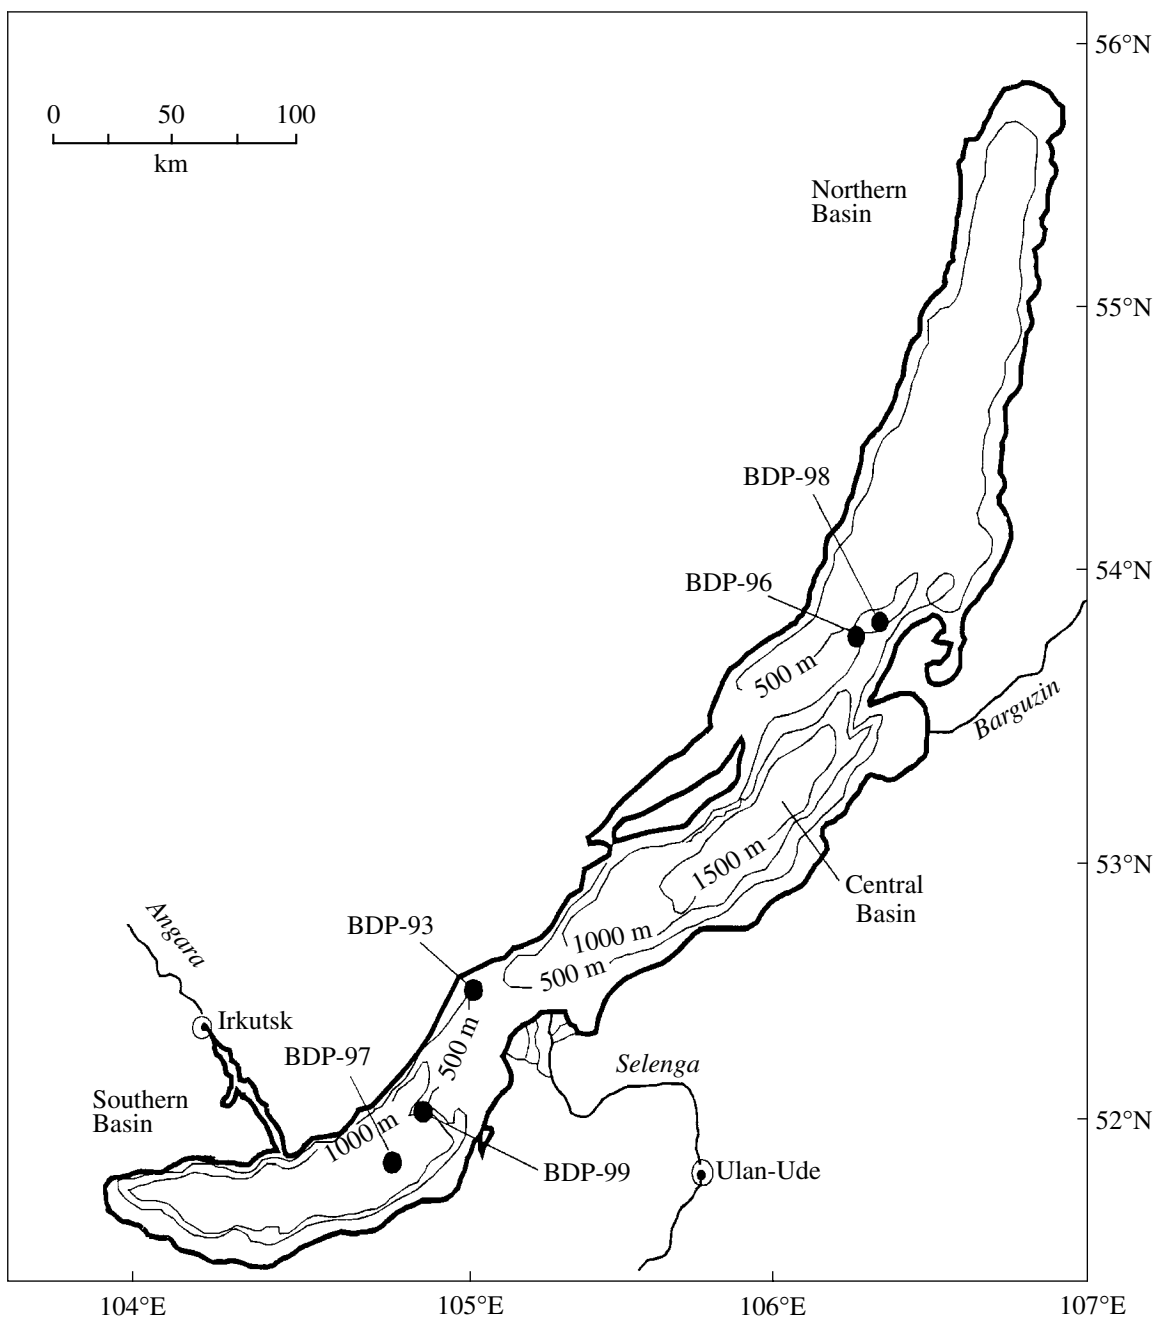 56°N
0 50 100
km
Northern
Basin
55°N
BDP-98
54°N
BDP-96
500 m
Barguzin
1500 m
53°N
Central
Basin
Angara
BDP-93
1000 m
500 m
Irkutsk
500 m
BDP-97
Selenga
Southern
Basin
1000 m
52°N
BDP-99
Ulan-Ude
104°E 105°E 106°E 107°E